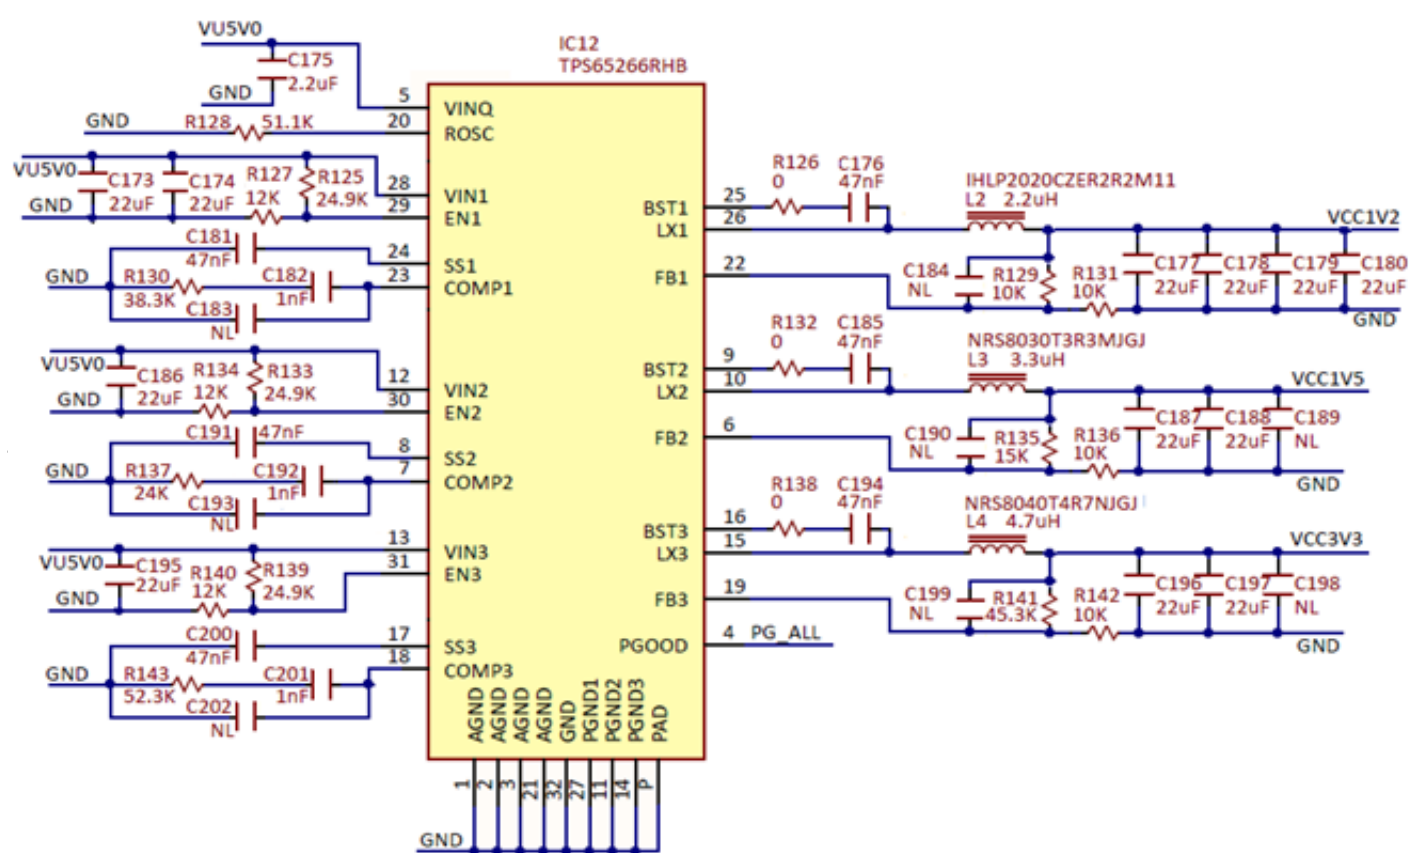 VU5V0
C175
2.2uF
GND
IC12
TPS65266RHB
5
VINQ
GND
R128
51.1K
20
ROSC
VU5V0
C173
22uF
C174
22uF
R127
12K
R125
24.9K
GND
28
VIN1
29
EN1
C181
47nF
24
SS1
GND
R130
38.3K
C182
1nF
23
COMP1
C183
NL
VU5V0
C186
22uF
R134
12K
R133
24.9K
GND
12
VIN2
30
EN2
C191
47nF
8
SS2
GND
R137
24K
C192
1nF
7
COMP2
C193
NL
VU5V0
C195
22uF
R140
12K
R139
24.9K
GND
13
VIN3
31
EN3
C200
47nF
17
SS3
GND
R143
52.3K
C201
1nF
18
COMP3
C202
NL
BST1
25
R126
0
C176
47nF
LX1
26
IHLP2020CZER2R2M11
L2 2.2uH
VCC1V2
FB1
22
C184
NL
R129
10K
R131
10K
C177
22uF
C178
22uF
C179
22uF
C180
22uF
GND
BST2
9
R132
0
C185
47nF
LX2
10
NRS8030T3R3MJGJ
L3 3.3uH
VCC1V5
FB2
6
C190
NL
R135
15K
R136
10K
C187
22uF
C188
22uF
C189
NL
GND
BST3
16
R138
0
C194
47nF
LX3
15
NRS8040T4R7NJGJ
L4 4.7uH
VCC3V3
FB3
19
C199
NL
R141
45.3K
R142
10K
C196
22uF
C197
22uF
C198
NL
GND
PGOOD
4
PG_ALL
AGND
AGND
AGND
AGND
GND
PGND1
PGND2
PGND3
PAD
1
2
3
21
32
27
11
14
P
GND